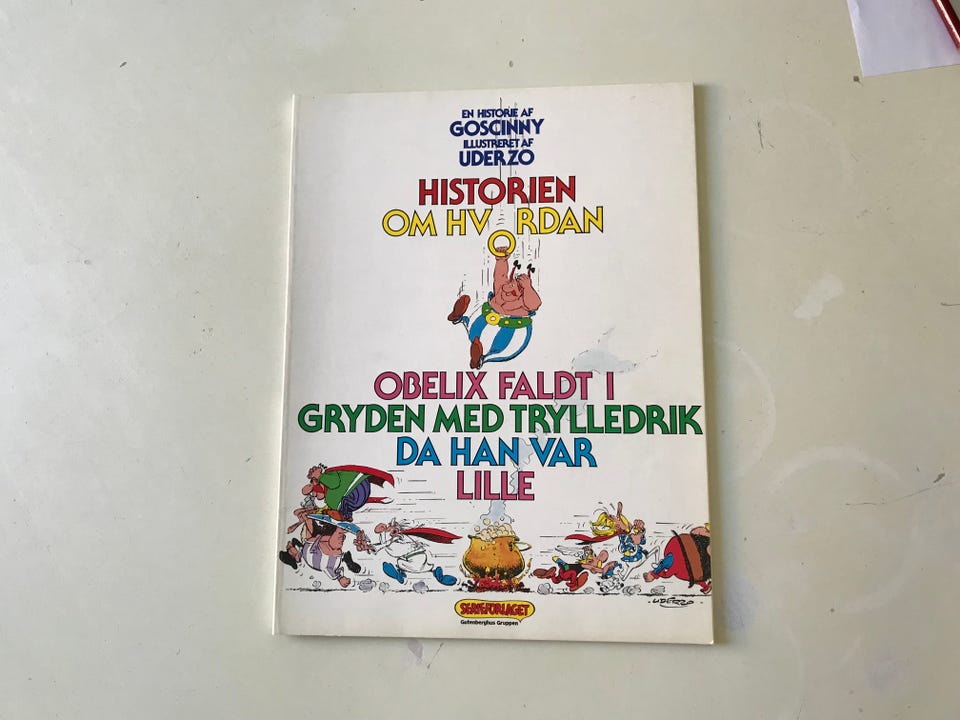 EN HISTORIE AF
GOSCINNY
ILLUSTRERET AF
UDERZO
HISTORIEN
OM HVORDAN
OBELIX FALDT I
GRYDEN MED TRYLLEDRIK
DA HAN VAR
LILLE
UDERZO
SERIEFORLAGET
Gutenberghus Gruppen